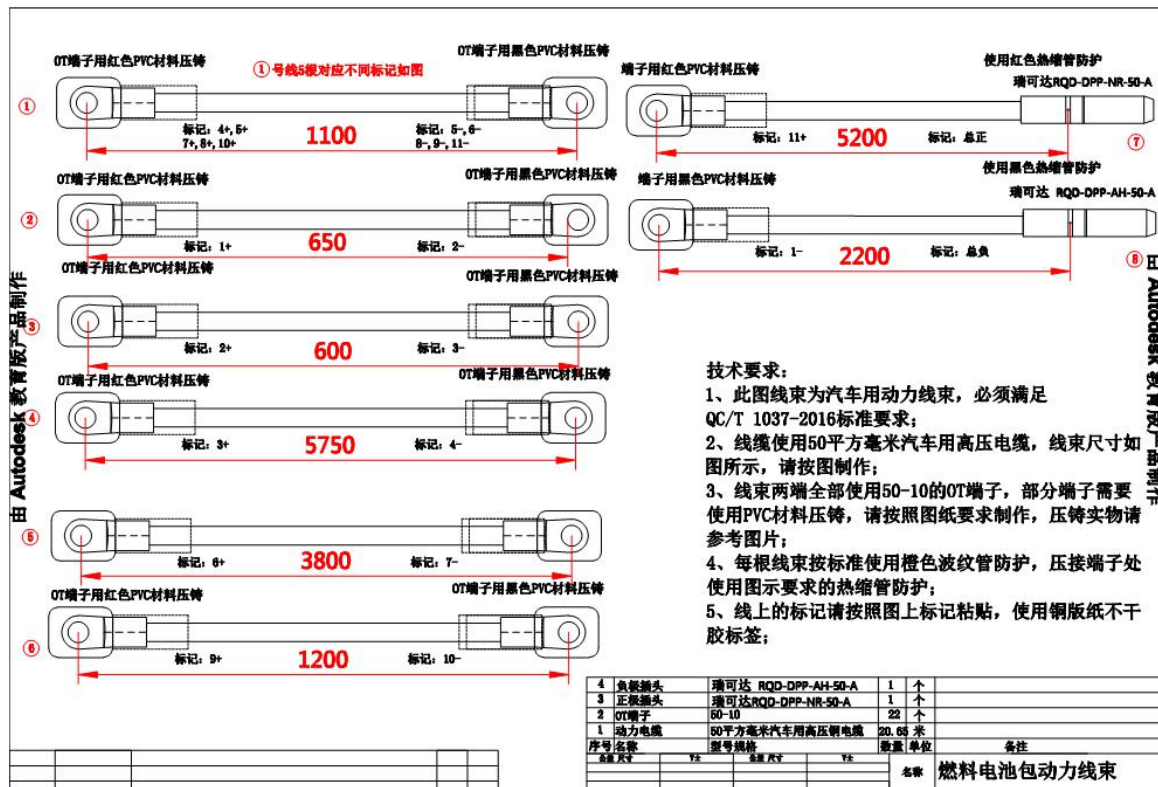 OT端子用红色PVC材料压铸
OT端子用黑色PVC材料压铸
①号线5根对应不同标记如图
①
标记：4+,5+
7+,8+,10+
1100
标记：5-,6-
8-,9-,11-
OT端子用红色PVC材料压铸
OT端子用黑色PVC材料压铸
②
标记：1+
650
标记：2-
OT端子用红色PVC材料压铸
OT端子用黑色PVC材料压铸
③
标记：2+
600
标记：3-
OT端子用红色PVC材料压铸
OT端子用黑色PVC材料压铸
④
标记：3+
5750
标记：4-
⑤
标记：6+
3800
标记：7-
OT端子用红色PVC材料压铸
OT端子用黑色PVC材料压铸
⑥
标记：9+
1200
标记：10-
端子用红色PVC材料压铸
使用红色热缩管防护
瑞可达RQD-DPP-NR-50-A
标记：11+
5200
标记：总正
⑦
端子用黑色PVC材料压铸
使用黑色热缩管防护
瑞可达 RQD-DPP-AH-50-A
标记：1-
2200
标记：总负
⑧
由 Autodesk 教育版产品制作
由 Autodesk 教育版产品制作
技术要求：
1、此图线束为汽车用动力线束，必须满足
QC/T 1037-2016标准要求；
2、线缆使用50平方毫米汽车用高压电缆，线束尺寸如
图所示，请按图制作；
3、线束两端全部使用50-10的OT端子，部分端子需要
使用PVC材料压铸，请按照图纸要求制作，压铸实物请
参考图片；
4、每根线束按标准使用橙色波纹管防护，压接端子处
使用图示要求的热缩管防护；
5、线上的标记请按照图上标记粘贴，使用铜版纸不干
胶标签；
4 负极插头 瑞可达 RQD-DPP-AH-50-A 1 个
3 正极插头 瑞可达RQD-DPP-NR-50-A 1 个
2 OT端子 50-10 22 个
1 动力电缆 50平方毫米汽车用高压铜电缆 20.65 米
序号 名称 型号规格 数量 单位 备注
公差 尺寸 公差 尺寸
名称 燃料电池包动力线束